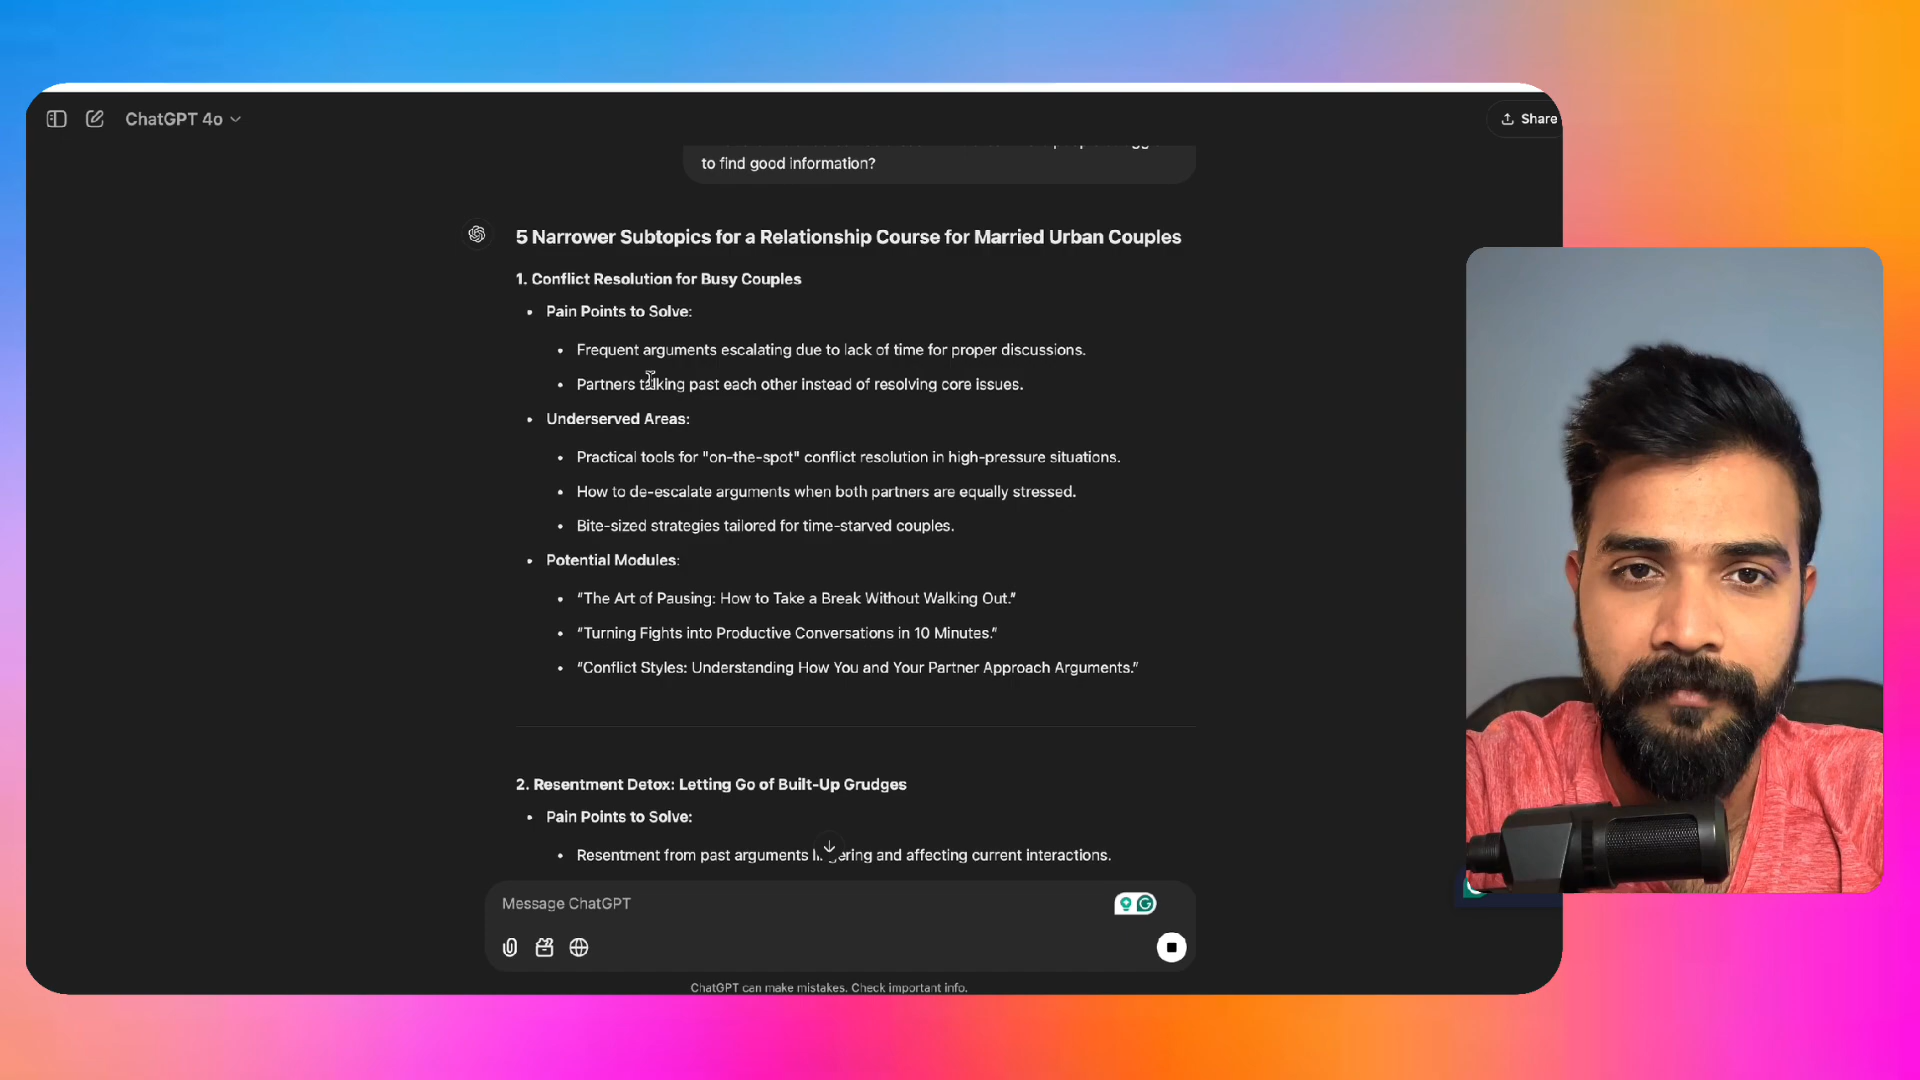 ChatGPT 4o
Share
to find good information?
5 Narrower Subtopics for a Relationship Course for Married Urban Couples
1. Conflict Resolution for Busy Couples
Pain Points to Solve:
Frequent arguments escalating due to lack of time for proper discussions.
Partners talking past each other instead of resolving core issues.
Underserved Areas:
Practical tools for "on-the-spot" conflict resolution in high-pressure situations.
How to de-escalate arguments when both partners are equally stressed.
Bite-sized strategies tailored for time-starved couples.
Potential Modules:
“The Art of Pausing: How to Take a Break Without Walking Out.”
“Turning Fights into Productive Conversations in 10 Minutes.”
“Conflict Styles: Understanding How You and Your Partner Approach Arguments.”
2. Resentment Detox: Letting Go of Built-Up Grudges
Pain Points to Solve:
Resentment from past arguments lingering and affecting current interactions.
Message ChatGPT
ChatGPT can make mistakes. Check important info.